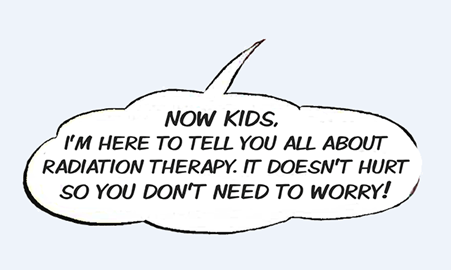 NOW KIDS,
I'M HERE TO TELL YOU ALL ABOUT
RADIATION THERAPY. IT DOESN'T HURT
SO YOU DON'T NEED TO WORRY!